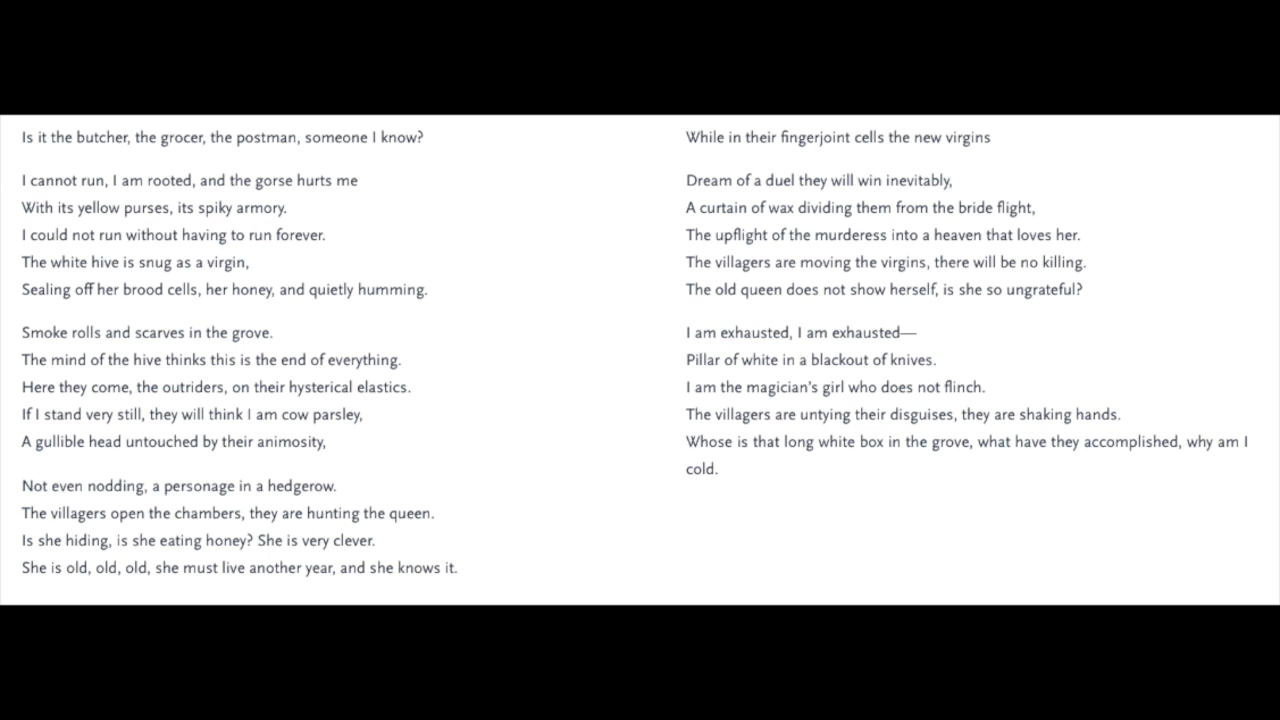 Is it the butcher, the grocer, the postman, someone I know?
I cannot run, I am rooted, and the gorse hurts me
With its yellow purses, its spiky armory.
I could not run without having to run forever.
The white hive is snug as a virgin,
Sealing off her brood cells, her honey, and quietly humming.
Smoke rolls and scarves in the grove.
The mind of the hive thinks this is the end of everything.
Here they come, the outriders, on their hysterical elastics.
If I stand very still, they will think I am cow parsley,
A gullible head untouched by their animosity,
Not even nodding, a personage in a hedgerow.
The villagers open the chambers, they are hunting the queen.
Is she hiding, is she eating honey? She is very clever.
She is old, old, old, she must live another year, and she knows it.
While in their fingerjoint cells the new virgins
Dream of a duel they will win inevitably,
A curtain of wax dividing them from the bride flight,
The upflight of the murderess into a heaven that loves her.
The villagers are moving the virgins, there will be no killing.
The old queen does not show herself, is she so ungrateful?
I am exhausted, I am exhausted—
Pillar of white in a blackout of knives.
I am the magician's girl who does not flinch.
The villagers are untying their disguises, they are shaking hands.
Whose is that long white box in the grove, what have they accomplished, why am I
cold.